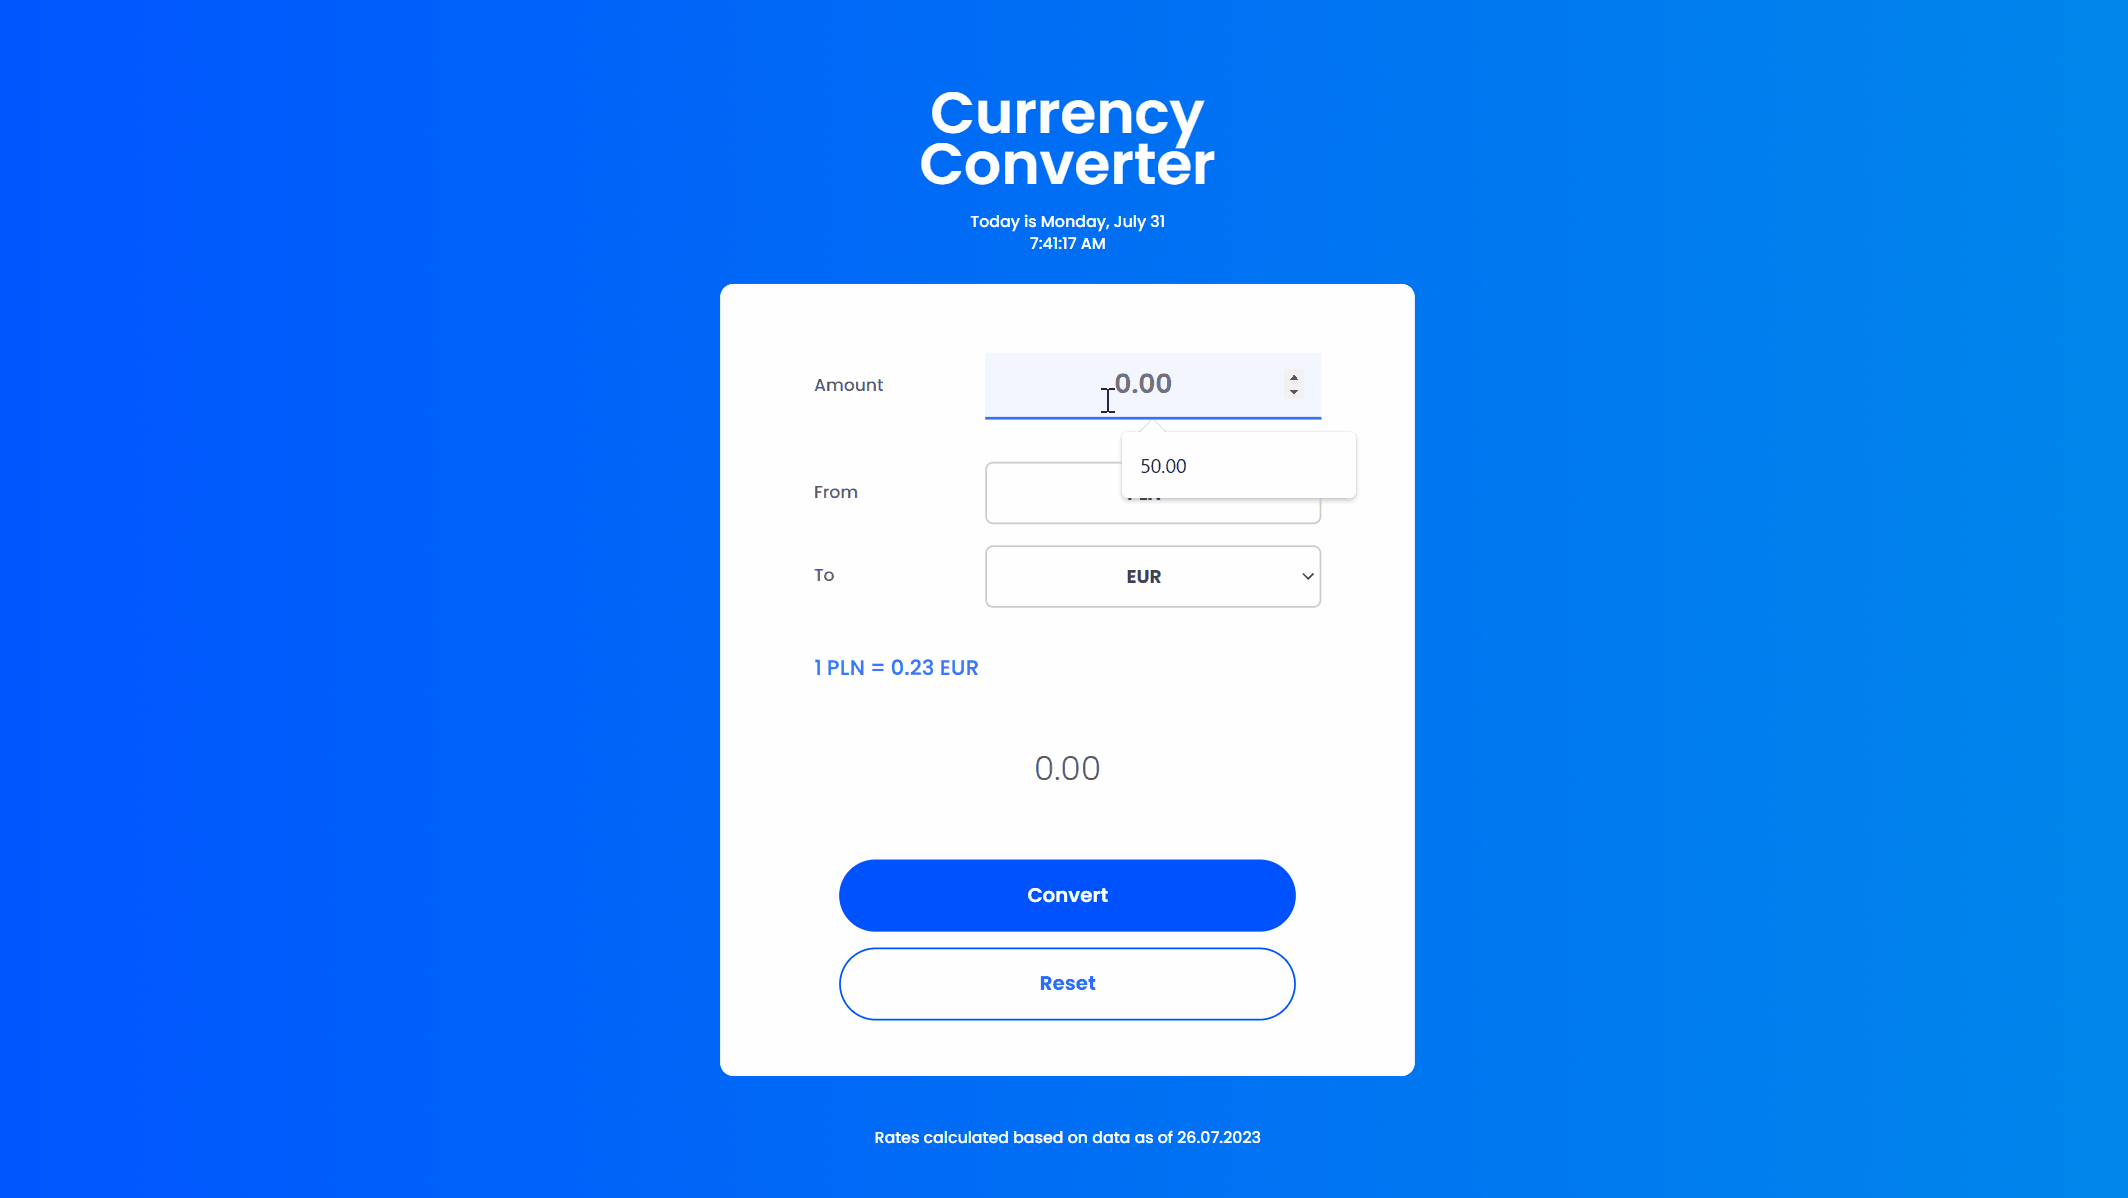 Currency
Converter
Today is Monday, July 31
7:41:17 AM
Amount
0.00
50.00
From
To
EUR
1 PLN = 0.23 EUR
0.00
Convert
Reset
Rates calculated based on data as of 26.07.2023